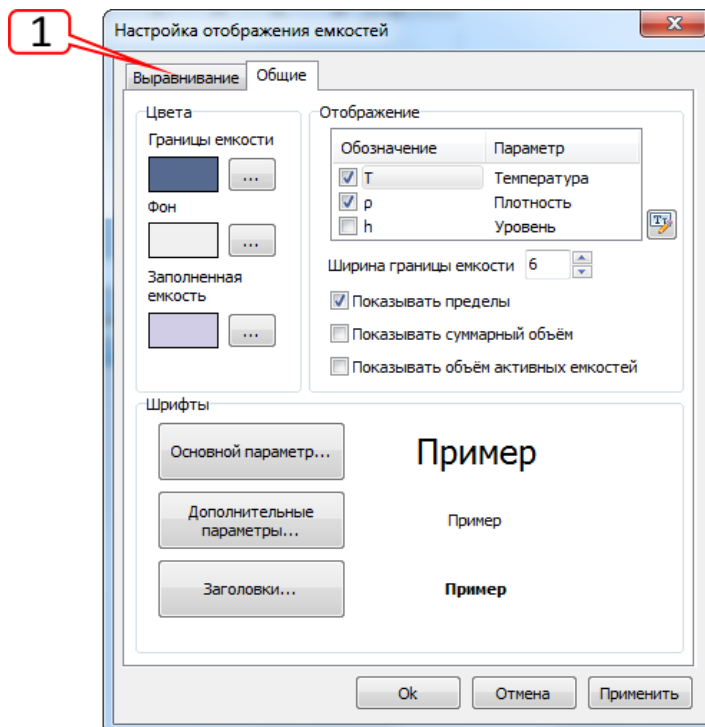 1
Настройка отображения емкостей
Выравнивание Общие
Цвета
Границы емкости
...
Фон
...
Заполненная
емкость
...
Отображение
Обозначение Параметр
T Температура
ρ Плотность
h Уровень
Ширина границы емкости 6
Показывать пределы
Показывать суммарный объём
Показывать объём активных емкостей
Шрифты
Основной параметр... Пример
Дополнительные
параметры...
Пример
Заголовки... Пример
Ok Отмена Применить